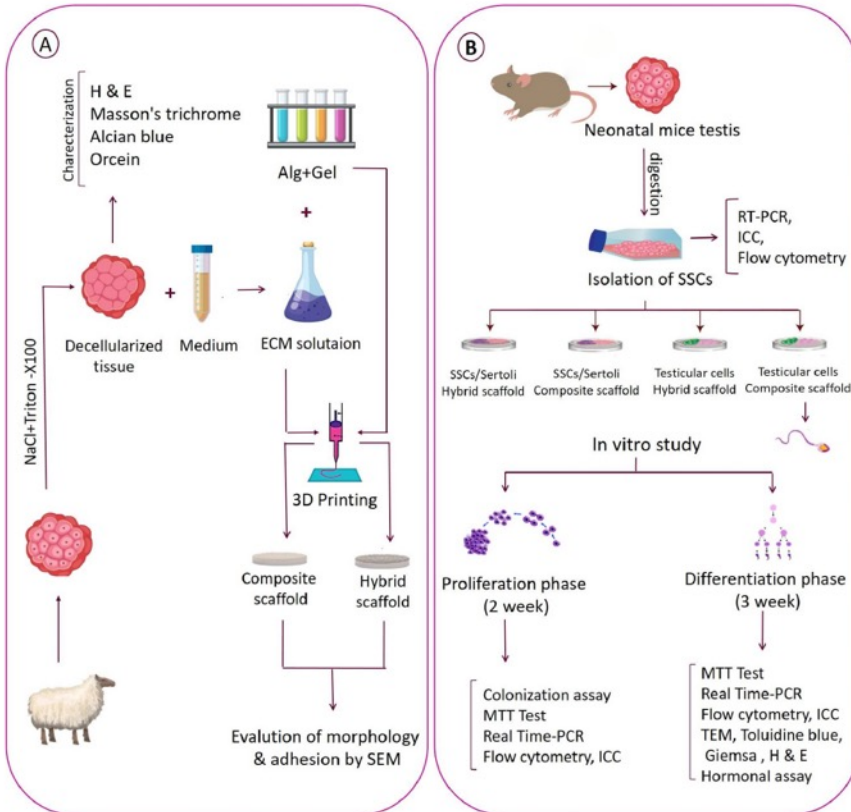 A
Charecterization
H & E
Masson's trichrome
Alcian blue
Orcein
Alg+Gel
+
+
Decellularized
tissue
Medium
ECM solutaion
NaCl+Triton -X100
3D Printing
Composite
scaffold
Hybrid
scaffold
Evalution of morphology
& adhesion by SEM
B
Neonatal mice testis
digestion
RT-PCR,
ICC,
Flow cytometry
Isolation of SSCs
SSCs/Sertoli
Hybrid scaffold
SSCs/Sertoli
Composite scaffold
Testicular cells
Hybrid scaffold
Testicular cells
Composite scaffold
In vitro study
Proliferation phase
(2 week)
Differentiation phase
(3 week)
Colonization assay
MTT Test
Real Time-PCR
Flow cytometry, ICC
MTT Test
Real Time-PCR
Flow cytometry, ICC
TEM, Toluidine blue,
Giemsa , H & E
Hormonal assay